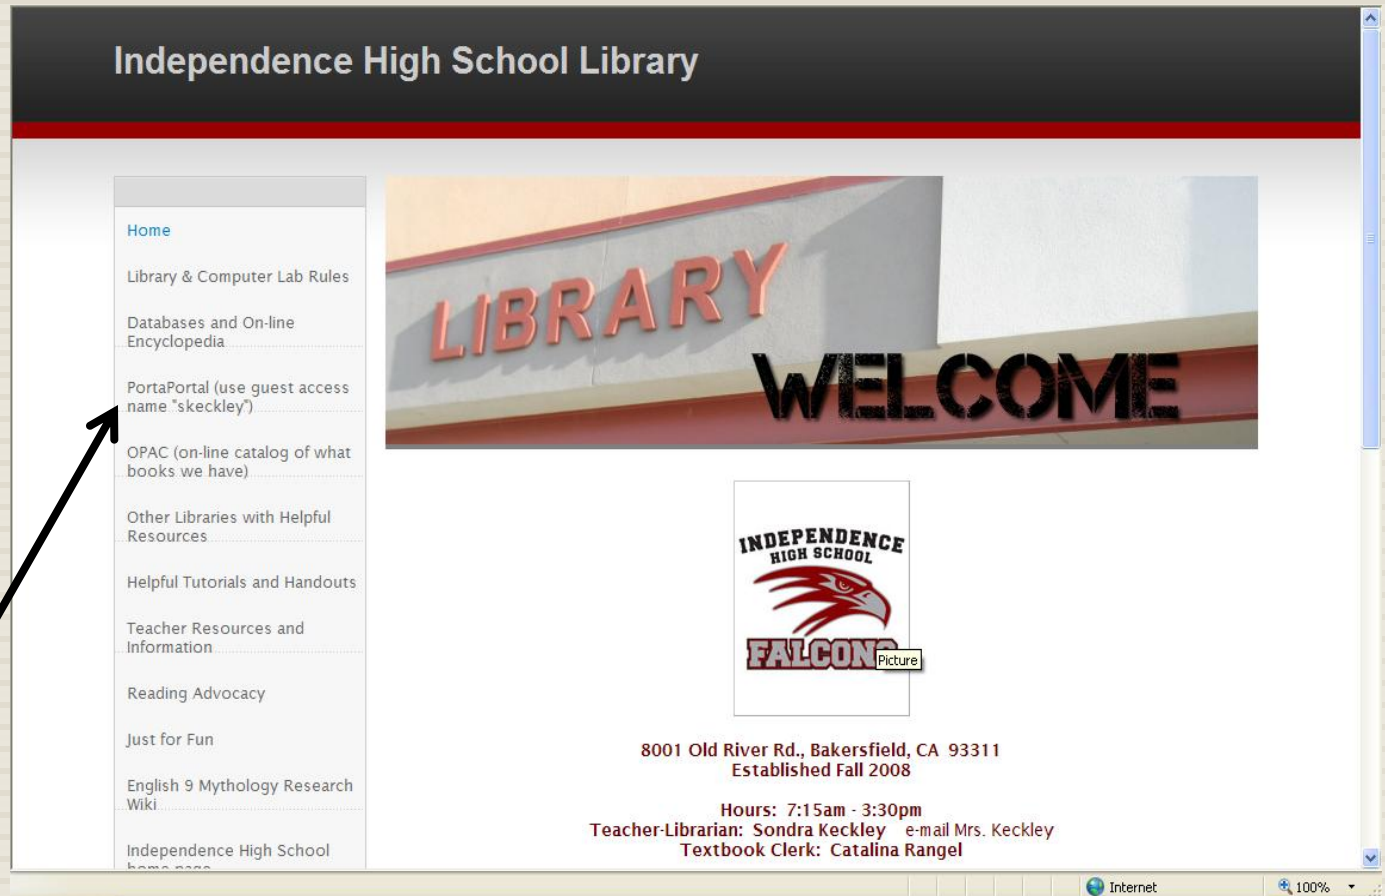 Independence High School Library
Home
Library & Computer Lab Rules
Databases and On-line
Encyclopedia
PortaPortal (use guest access
name "skeckley")
OPAC (on-line catalog of what
books we have)
Other Libraries with Helpful
Resources
Helpful Tutorials and Handouts
Teacher Resources and
Information
Reading Advocacy
Just for Fun
English 9 Mythology Research
Wiki
Independence High School
home page
LIBRARY
WELCOME
INDEPENDENCE
HIGH SCHOOL
FALCONS
Picture
8001 Old River Rd., Bakersfield, CA 93311
Established Fall 2008
Hours: 7:15am - 3:30pm
Teacher-Librarian: Sondra Keckley e-mail Mrs. Keckley
Textbook Clerk: Catalina Rangel
Internet
100%